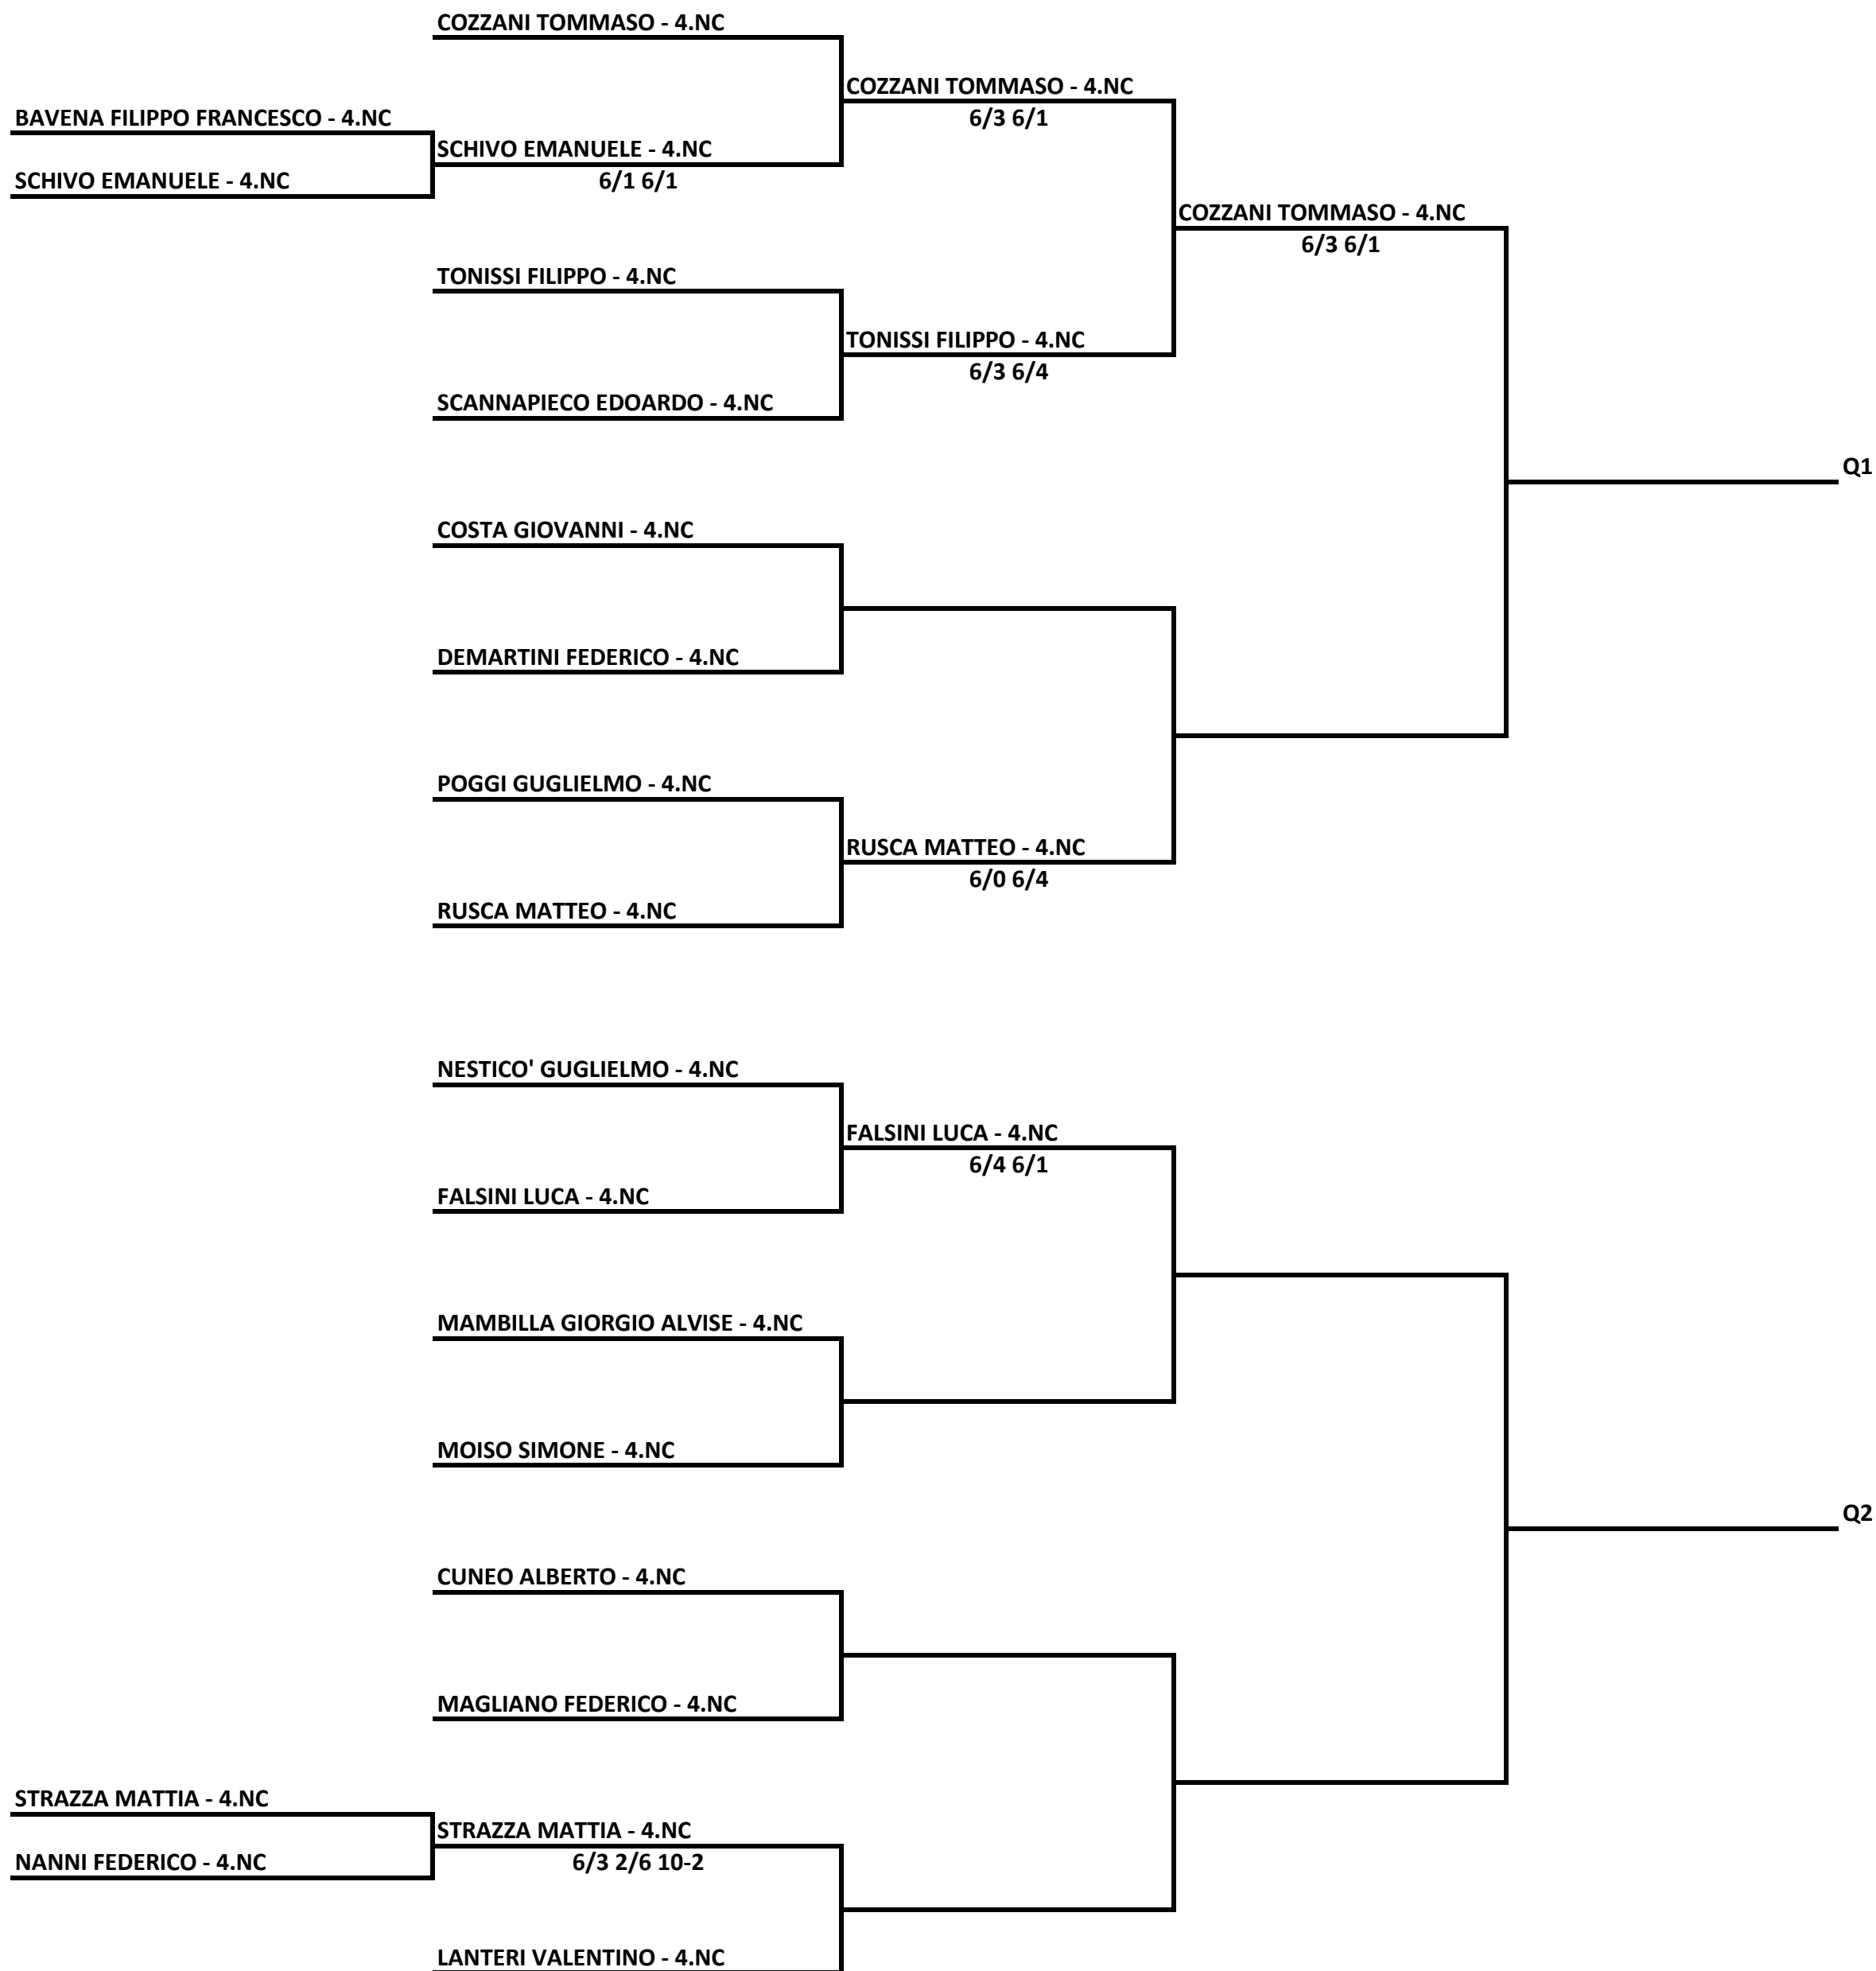 COZZANI TOMMASO - 4.NC
COZZANI TOMMASO - 4.NC
6/3 6/1
BAVENA FILIPPO FRANCESCO - 4.NC
SCHIVO EMANUELE - 4.NC
6/1 6/1
SCHIVO EMANUELE - 4.NC
COZZANI TOMMASO - 4.NC
6/3 6/1
TONISSI FILIPPO - 4.NC
TONISSI FILIPPO - 4.NC
6/3 6/4
SCANNAPIECO EDOARDO - 4.NC
Q1
COSTA GIOVANNI - 4.NC
DEMARTINI FEDERICO - 4.NC
POGGI GUGLIELMO - 4.NC
RUSCA MATTEO - 4.NC
6/0 6/4
RUSCA MATTEO - 4.NC
NESTICO' GUGLIELMO - 4.NC
FALSINI LUCA - 4.NC
6/4 6/1
FALSINI LUCA - 4.NC
MAMBILLA GIORGIO ALVISE - 4.NC
MOISO SIMONE - 4.NC
Q2
CUNEO ALBERTO - 4.NC
MAGLIANO FEDERICO - 4.NC
STRAZZA MATTIA - 4.NC
STRAZZA MATTIA - 4.NC
6/3 2/6 10-2
NANNI FEDERICO - 4.NC
LANTERI VALENTINO - 4.NC